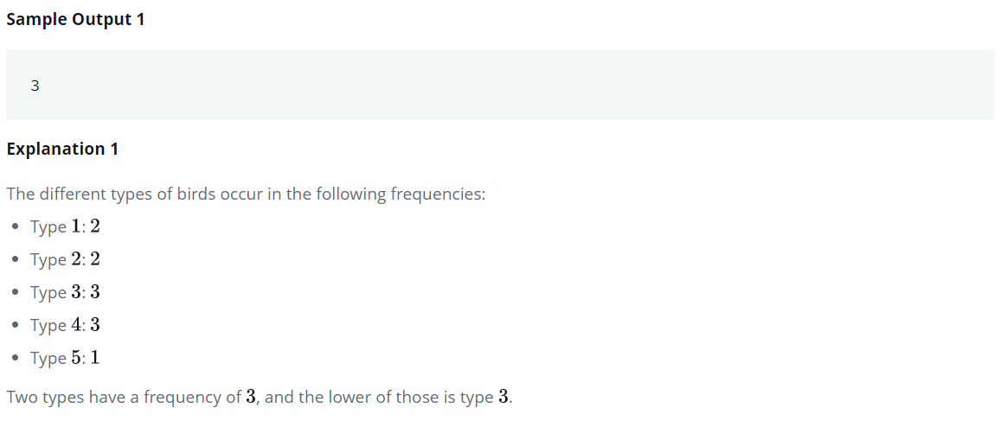 Sample Output 1
3
Explanation 1
The different types of birds occur in the following frequencies:
• Type 1: 2
• Type 2: 2
• Type 3: 3
• Type 4: 3
• Type 5: 1
Two types have a frequency of 3, and the lower of those is type 3.